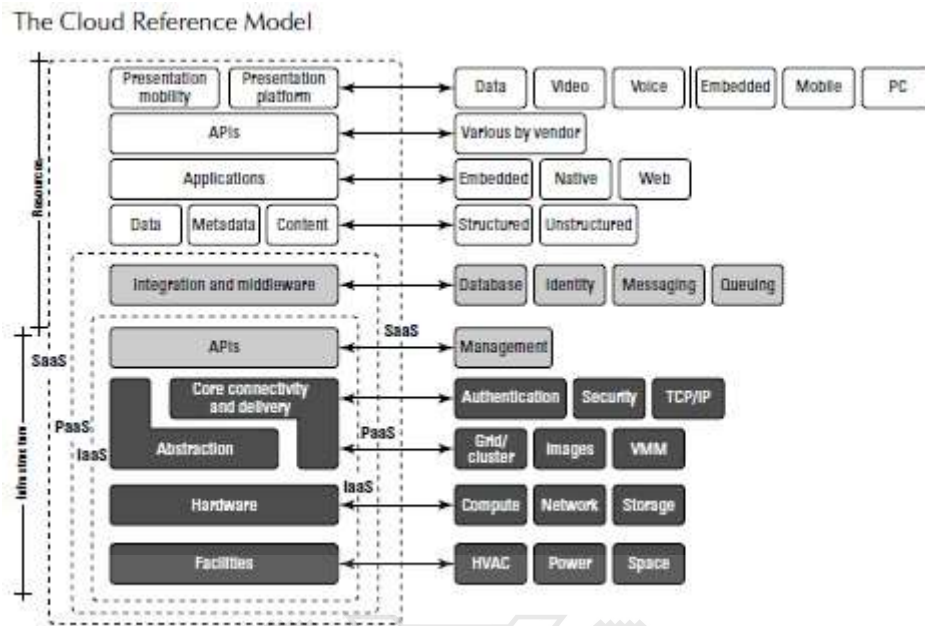 The Cloud Reference Model
Presentation mobility
Presentation platform
Data
Video
Voice
Embedded
Mobile
PC
APIs
Various by vendor
Applications
Embedded
Native
Web
Resources
Data
Metadata
Content
Structured
Unstructured
Integration and middleware
Database
Identity
Messaging
Queuing
SaaS
APIs
Management
SaaS
Core connectivity
and delivery
Authentication
Security
TCP/IP
PaaS
PaaS
Abstraction
Grid/
cluster
Images
VMM
IaaS
IaaS
Infrastructure
Hardware
Compute
Network
Storage
Facilities
HVAC
Power
Space